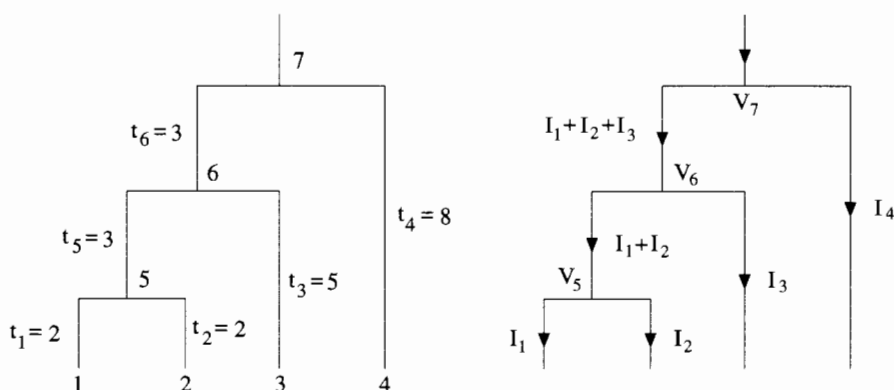 7
t₆ = 3
6
t₅ = 3
t₄ = 8
5
t₃ = 5
t₁ = 2
t₂ = 2
1 2 3 4
V₇
I₁+I₂+I₃
V₆
I₄
I₁+I₂
V₅
I₃
I₁
I₂